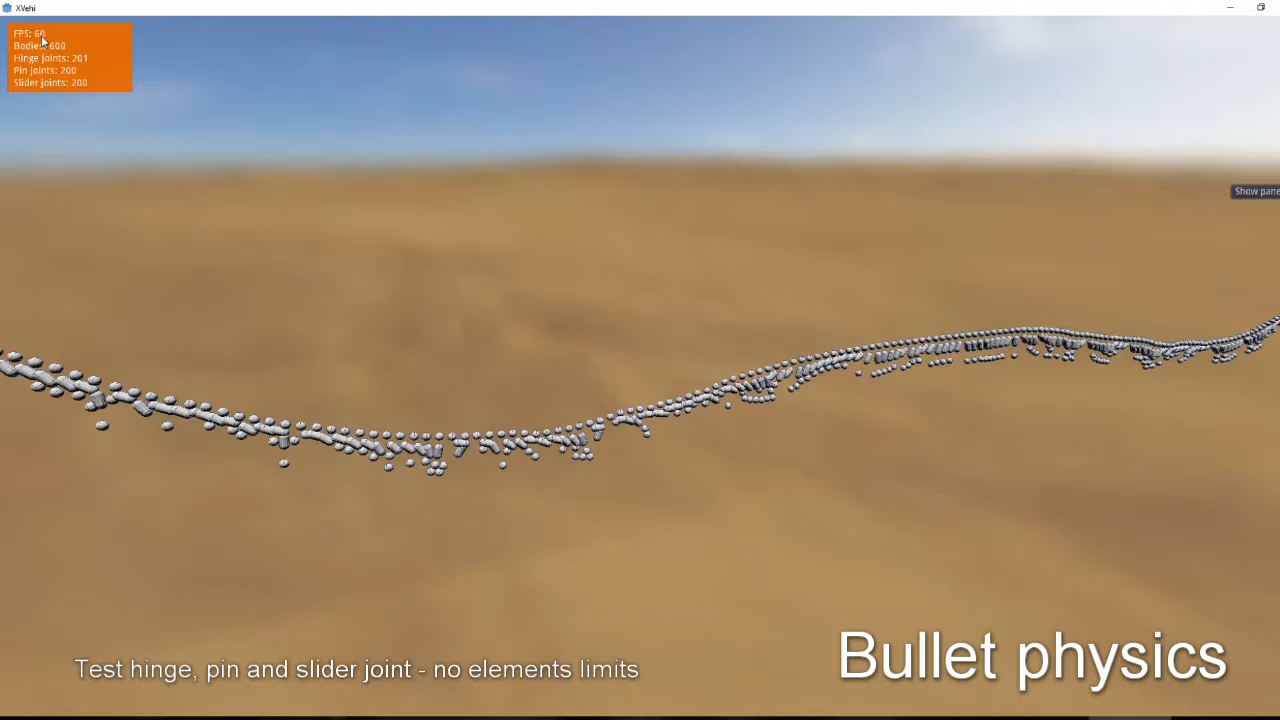 XVehi
FPS: 60
Bodies: 600
Hinge joints: 201
Pin joints: 200
Slider joints: 200
Show pane
Test hinge, pin and slider joint - no elements limits
Bullet physics